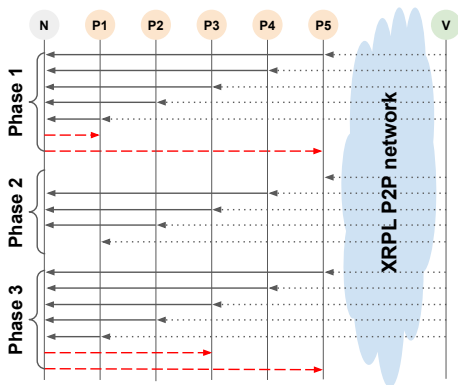 N P1 P2 P3 P4 P5 V
Phase 1
Phase 2
Phase 3
XRPL P2P network